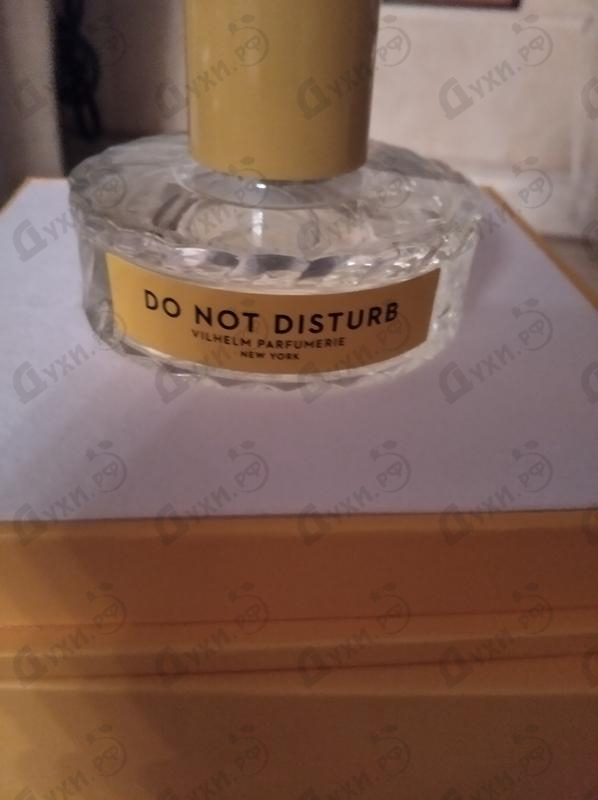 DO NOT DISTURB
VILHELM PARFUMERIE
NEW YORK
Духи.РФ